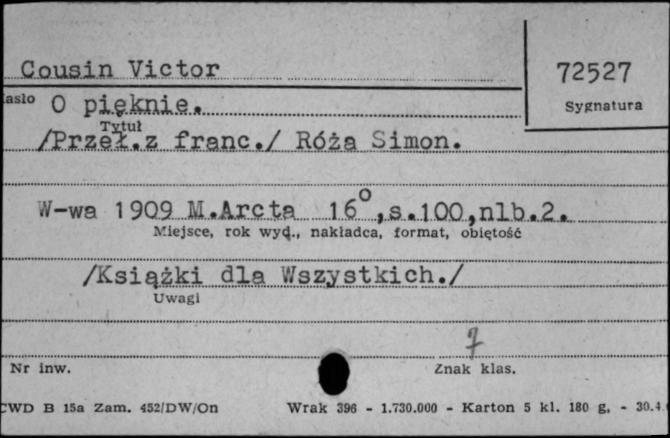 Cousin Victor
72527
Sygnatura
asło O pięknie.
Tytuł
/Przeł.z franc./ Róża Simon.
W-wa 1909 M.Arcta 16° ,s.100,nlb.2.
Miejsce, rok wyd., nakładca, format, objętość
/Książki dla Wszystkich./
Uwagi
7
Nr inw.
Znak klas.
CWD B 15a Zam. 452/DW/On Wrak 396 - 1.730.000 - Karton 5 kl. 180 g. - 30.4.